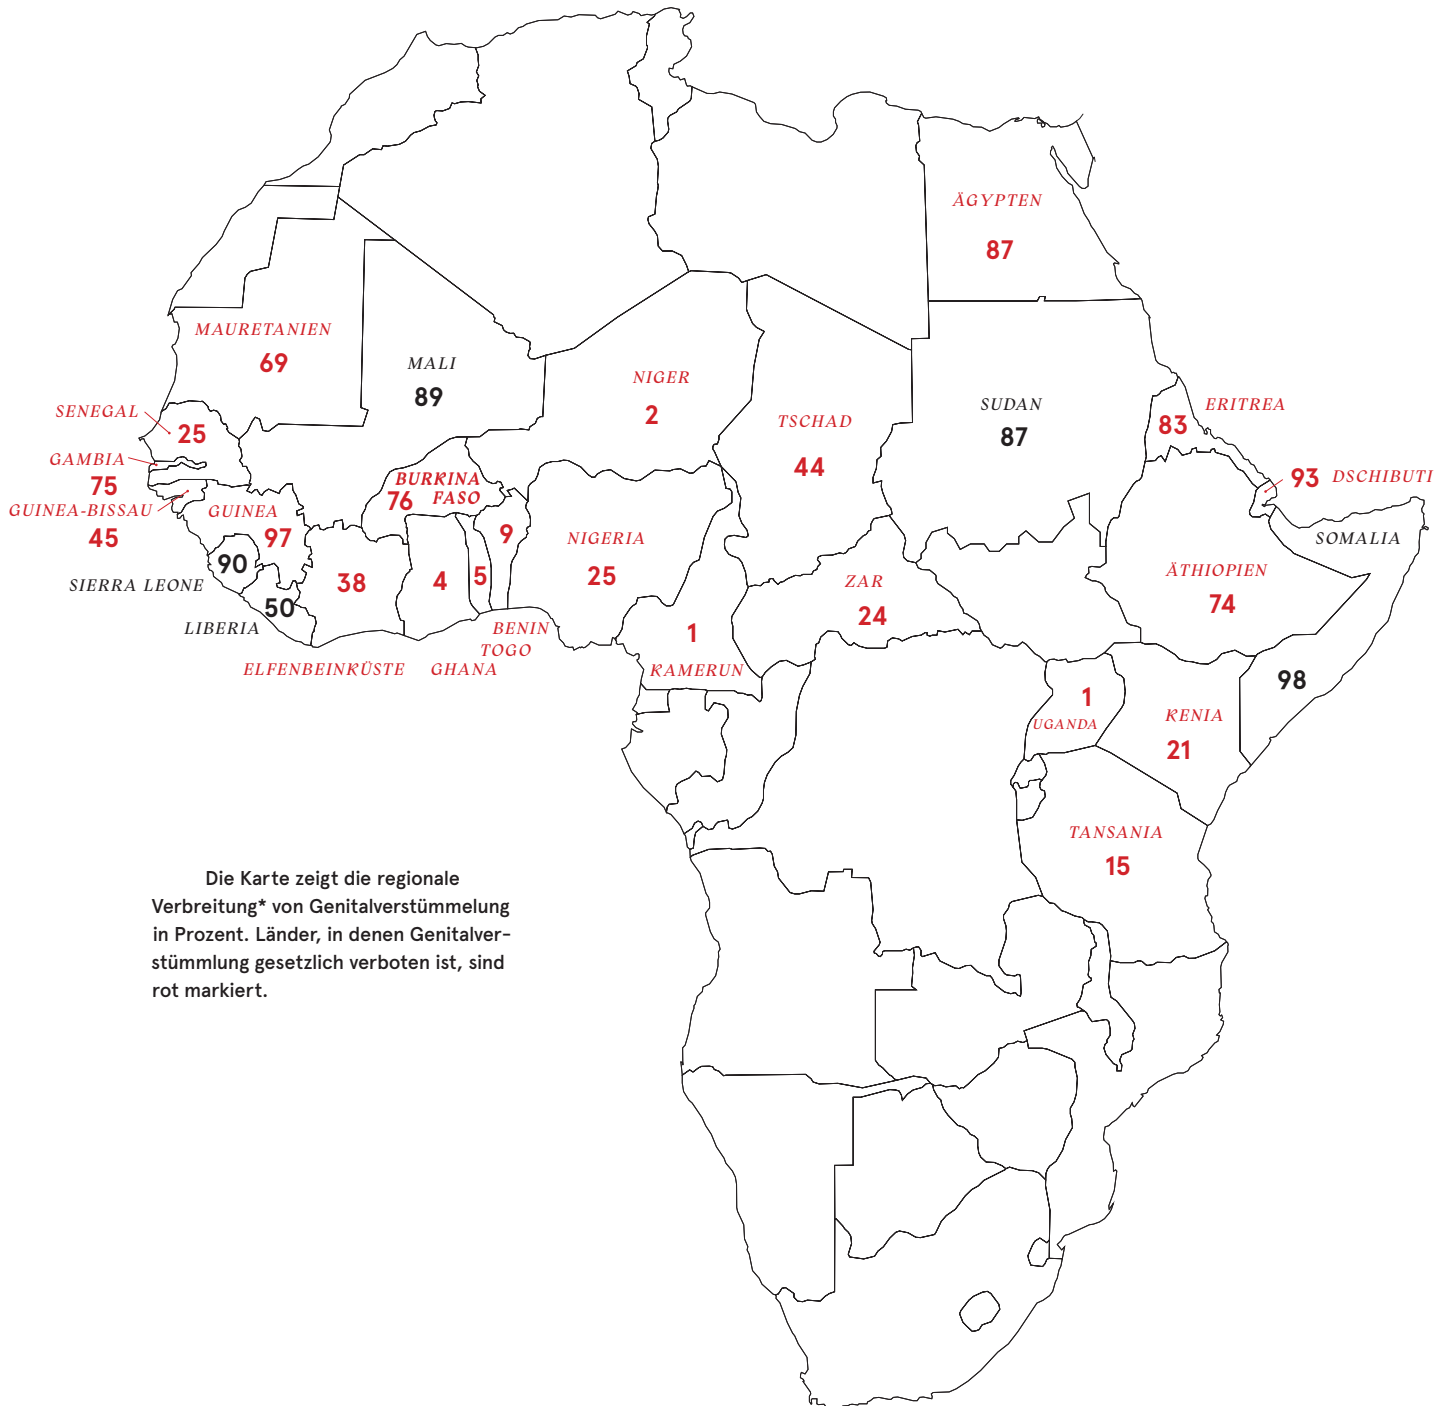 ÄGYPTEN
87
MAURETANIEN
69
MALI
89
NIGER
2
TSCHAD
44
SUDAN
87
ERITREA
83
SENEGAL
25
GAMBIA
75
GUINEA-BISSAU
45
BURKINA
76 FASO
93 DSCHIBUTI
GUINEA
97
SOMALIA
98
90
SIERRA LEONE
50
LIBERIA
38
ELFENBEINKÜSTE
4
GHANA
5
9
BENIN
TOGO
NIGERIA
25
ZAR
24
ÄTHIOPIEN
74
1
KAMERUN
1
UGANDA
KENIA
21
TANSANIA
15
Die Karte zeigt die regionale
Verbreitung* von Genitalverstümmelung
in Prozent. Länder, in denen Genitalver-
stümmlung gesetzlich verboten ist, sind
rot markiert.